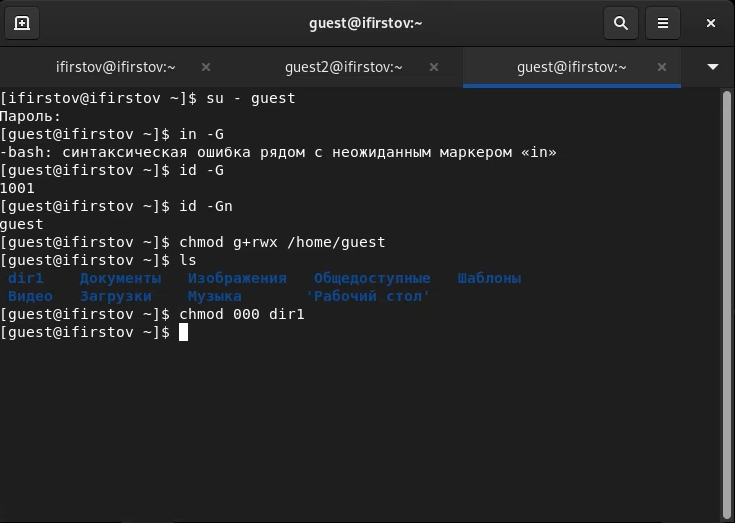 guest@ifirstov:~
ifirstov@ifirstov:~ guest2@ifirstov:~ guest@ifirstov:~
[ifirstov@ifirstov ~]$ su - guest
Пароль:
[guest@ifirstov ~]$ in -G
-bash: синтаксическая ошибка рядом с неожиданным маркером «in»
[guest@ifirstov ~]$ id -G
1001
[guest@ifirstov ~]$ id -Gn
guest
[guest@ifirstov ~]$ chmod g+rwx /home/guest
[guest@ifirstov ~]$ ls
dir1 Документы Изображения Общедоступные Шаблоны
Видео Загрузки Музыка 'Рабочий стол'
[guest@ifirstov ~]$ chmod 000 dir1
[guest@ifirstov ~]$